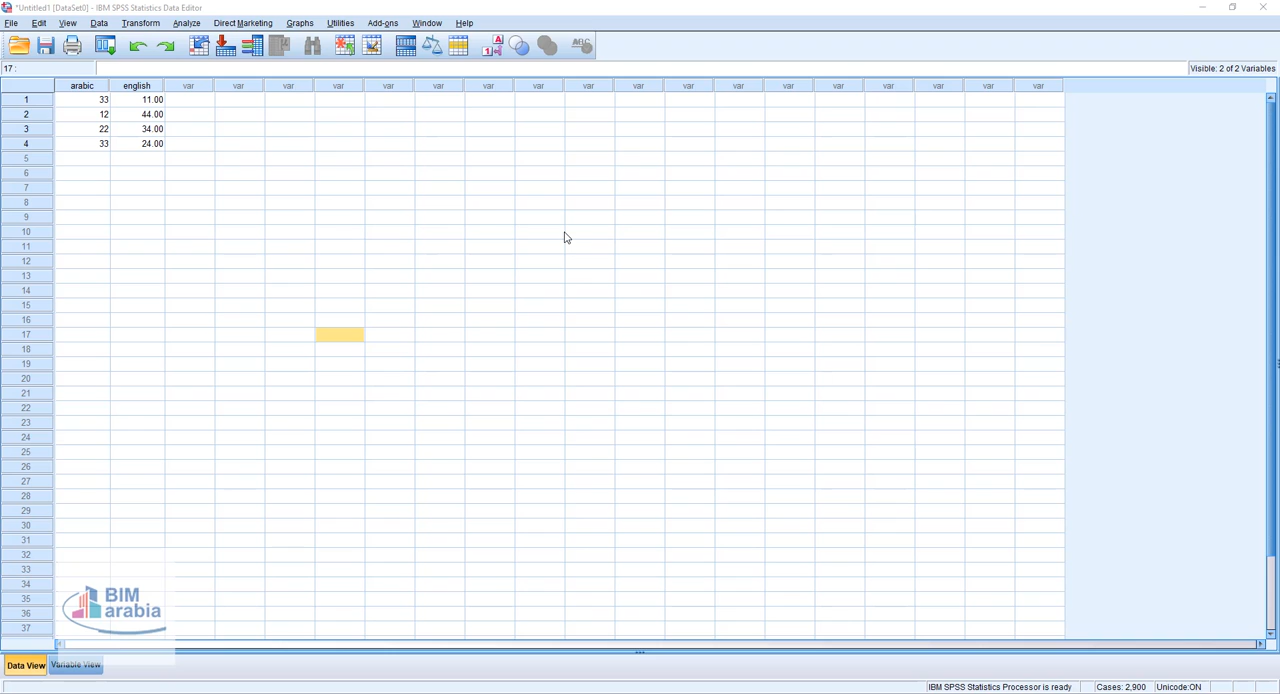 *Untitled1 [DataSet0] - IBM SPSS Statistics Data Editor
File Edit View Data Transform Analyze Direct Marketing Graphs Utilities Add-ons Window Help
17 :
Visible: 2 of 2 Variables
arabic english var var var var var var var var var var var var var var var var var var
1 33 11.00
2 12 44.00
3 22 34.00
4 33 24.00
5
6
7
8
9
10
11
12
13
14
15
16
17
18
19
20
21
22
23
24
25
26
27
28
29
30
31
32
33
34
35
36
37
BIM
arabia
Data View Variable View
IBM SPSS Statistics Processor is ready Cases: 2,900 Unicode:ON